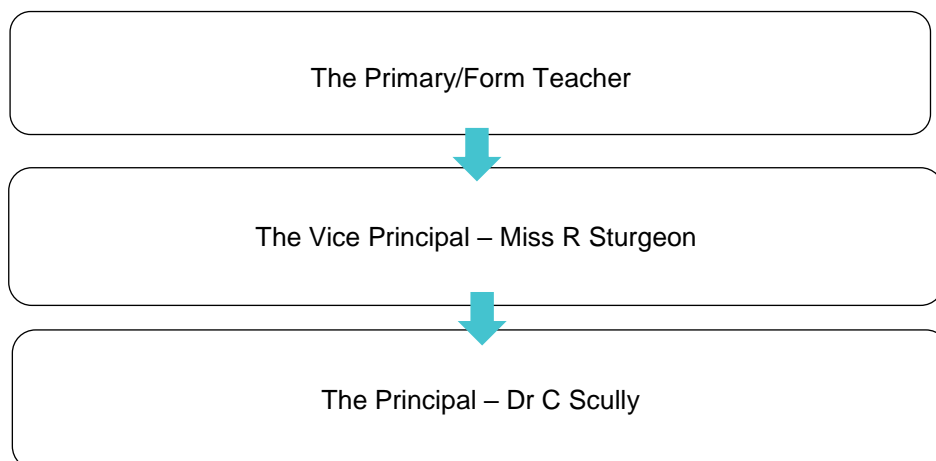 The Primary/Form Teacher
The Vice Principal – Miss R Sturgeon
The Principal – Dr C Scully